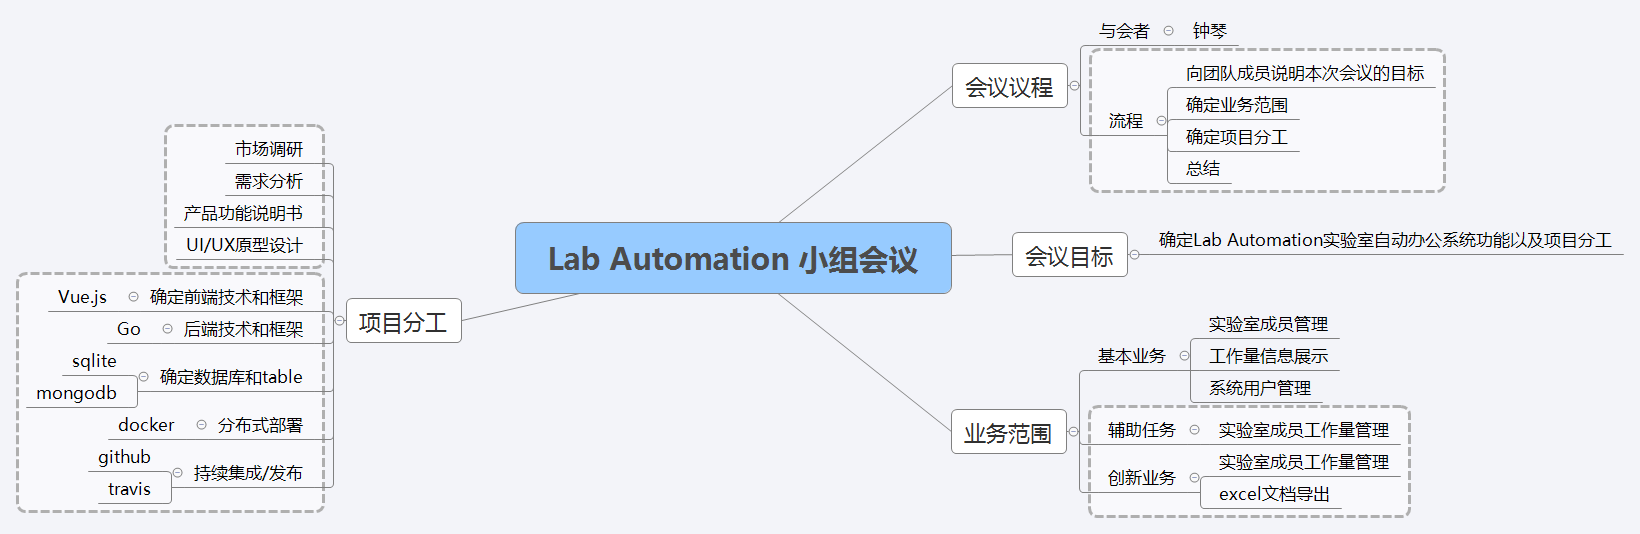 Lab Automation 小组会议
会议议程
与会者
钟琴
流程
向团队成员说明本次会议的目标
确定业务范围
确定项目分工
总结
会议目标
确定Lab Automation实验室自动办公系统功能以及项目分工
业务范围
基本业务
实验室成员管理
工作量信息展示
系统用户管理
辅助任务
实验室成员工作量管理
创新业务
实验室成员工作量管理
excel文档导出
项目分工
市场调研
需求分析
产品功能说明书
UI/UX原型设计
确定前端技术和框架
Vue.js
后端技术和框架
Go
确定数据库和table
sqlite
mongodb
分布式部署
docker
持续集成/发布
github
travis